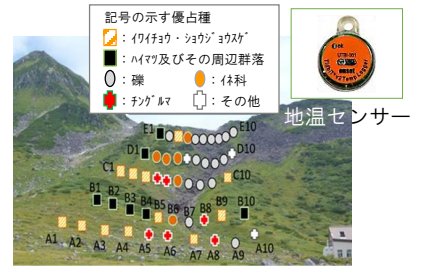 記号の示す優占種
：ｲﾜｲﾁｮｳ・ｼｮｳｼﾞｮｳｽｹﾞ
：ﾊｲﾏﾂ及びその周辺群落
：礫 ：ｲﾈ科
：ﾁﾝｸﾞﾙﾏ ：その他
地温センサー
E1 E10
D1 D10
C1 C10
B1 B2 B3 B4 B5 B6 B7 B8 B9 B10
A1 A2 A3 A4 A5 A6 A7 A8 A9 A10